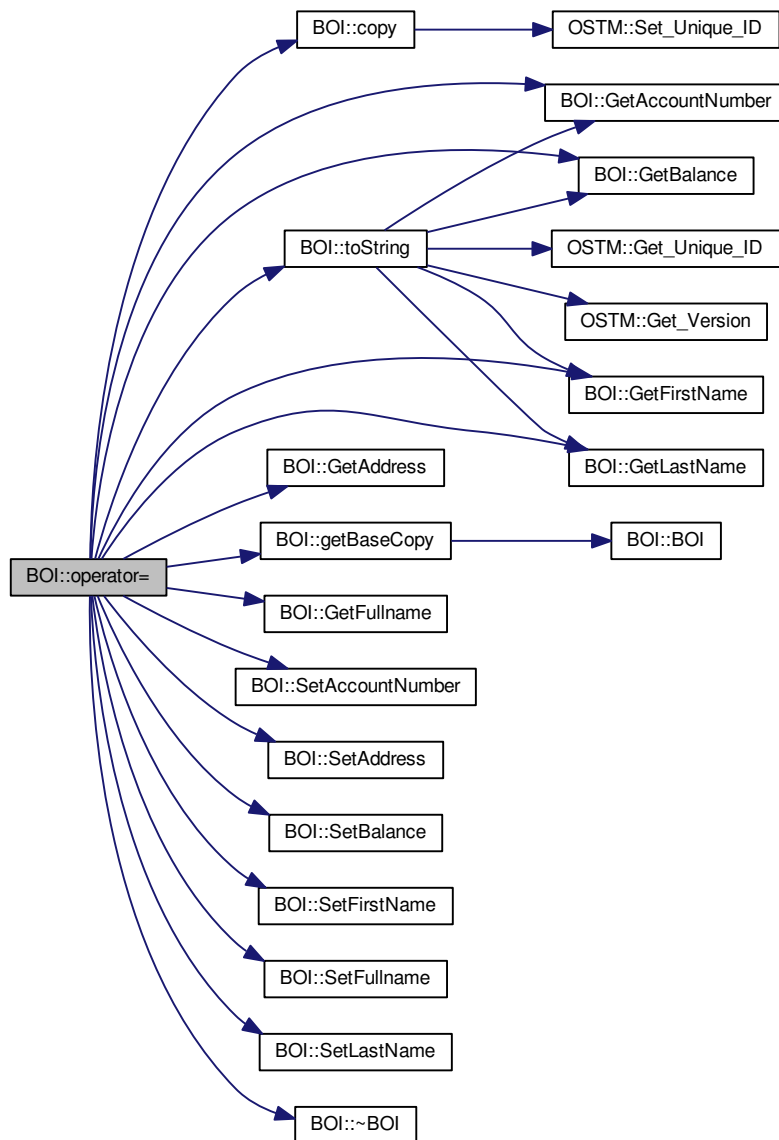 BOI::copy
OSTM::Set_Unique_ID
BOI::GetAccountNumber
BOI::GetBalance
BOI::toString
OSTM::Get_Unique_ID
OSTM::Get_Version
BOI::GetFirstName
BOI::GetLastName
BOI::GetAddress
BOI::getBaseCopy
BOI::BOI
BOI::operator=
BOI::GetFullname
BOI::SetAccountNumber
BOI::SetAddress
BOI::SetBalance
BOI::SetFirstName
BOI::SetFullname
BOI::SetLastName
BOI::~BOI